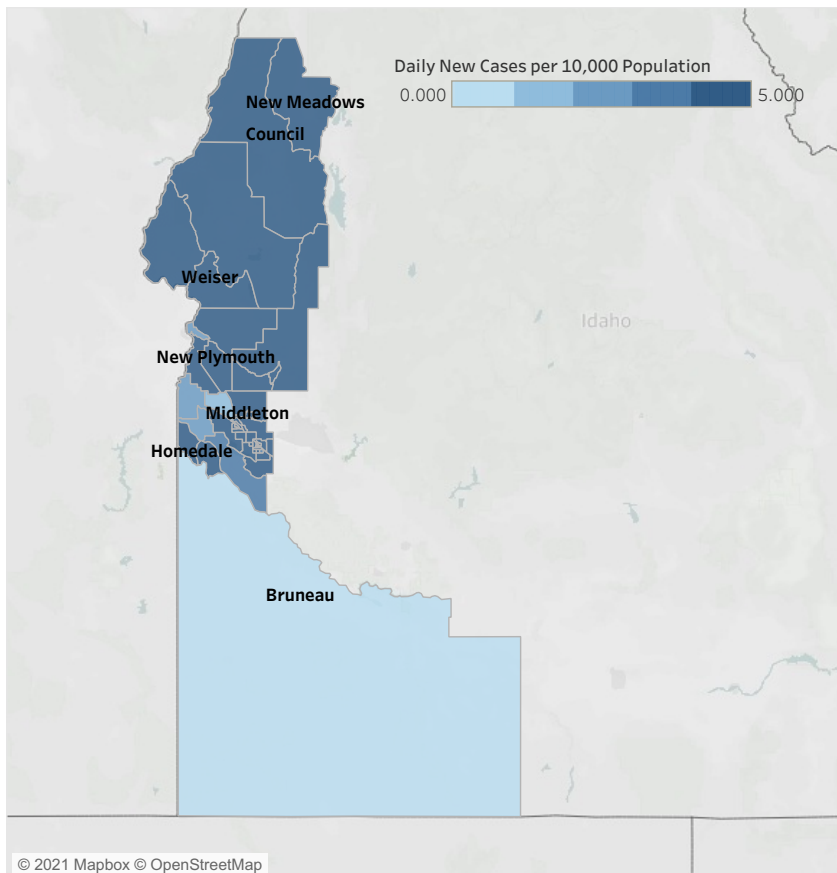 Daily New Cases per 10,000 Population
0.000
5.000
New Meadows
Council
Weiser
Idaho
New Plymouth
Middleton
Homedale
Bruneau
© 2021 Mapbox © OpenStreetMap